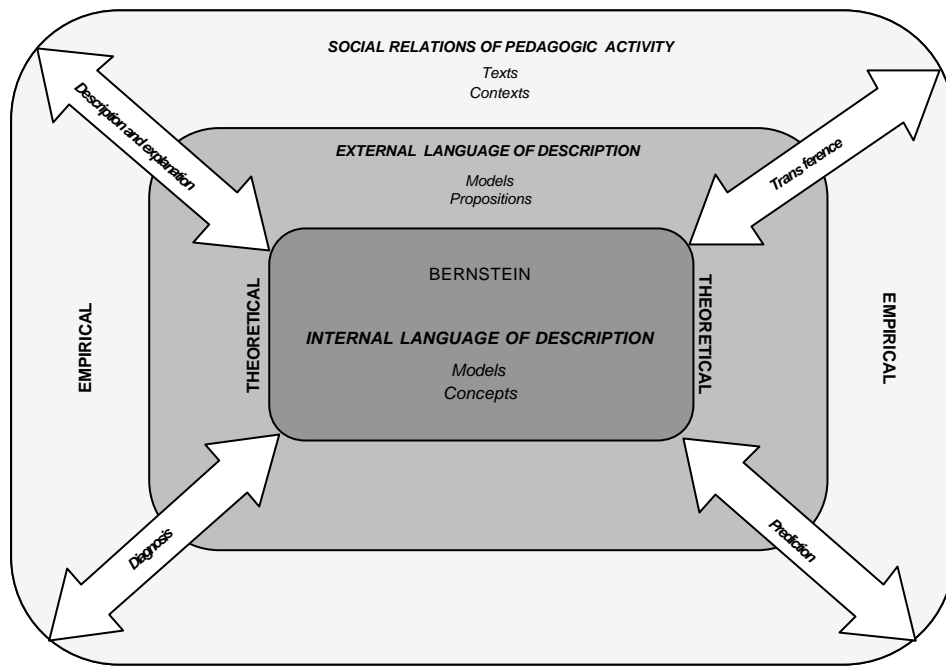 SOCIAL RELATIONS OF PEDAGOGIC ACTIVITY
Texts
Contexts
Description and explanation
Trans ference
EXTERNAL LANGUAGE OF DESCRIPTION
Models
Propositions
BERNSTEIN
INTERNAL LANGUAGE OF DESCRIPTION
Models
Concepts
EMPIRICAL
THEORETICAL
THEORETICAL
EMPIRICAL
Diagnosis
Prediction